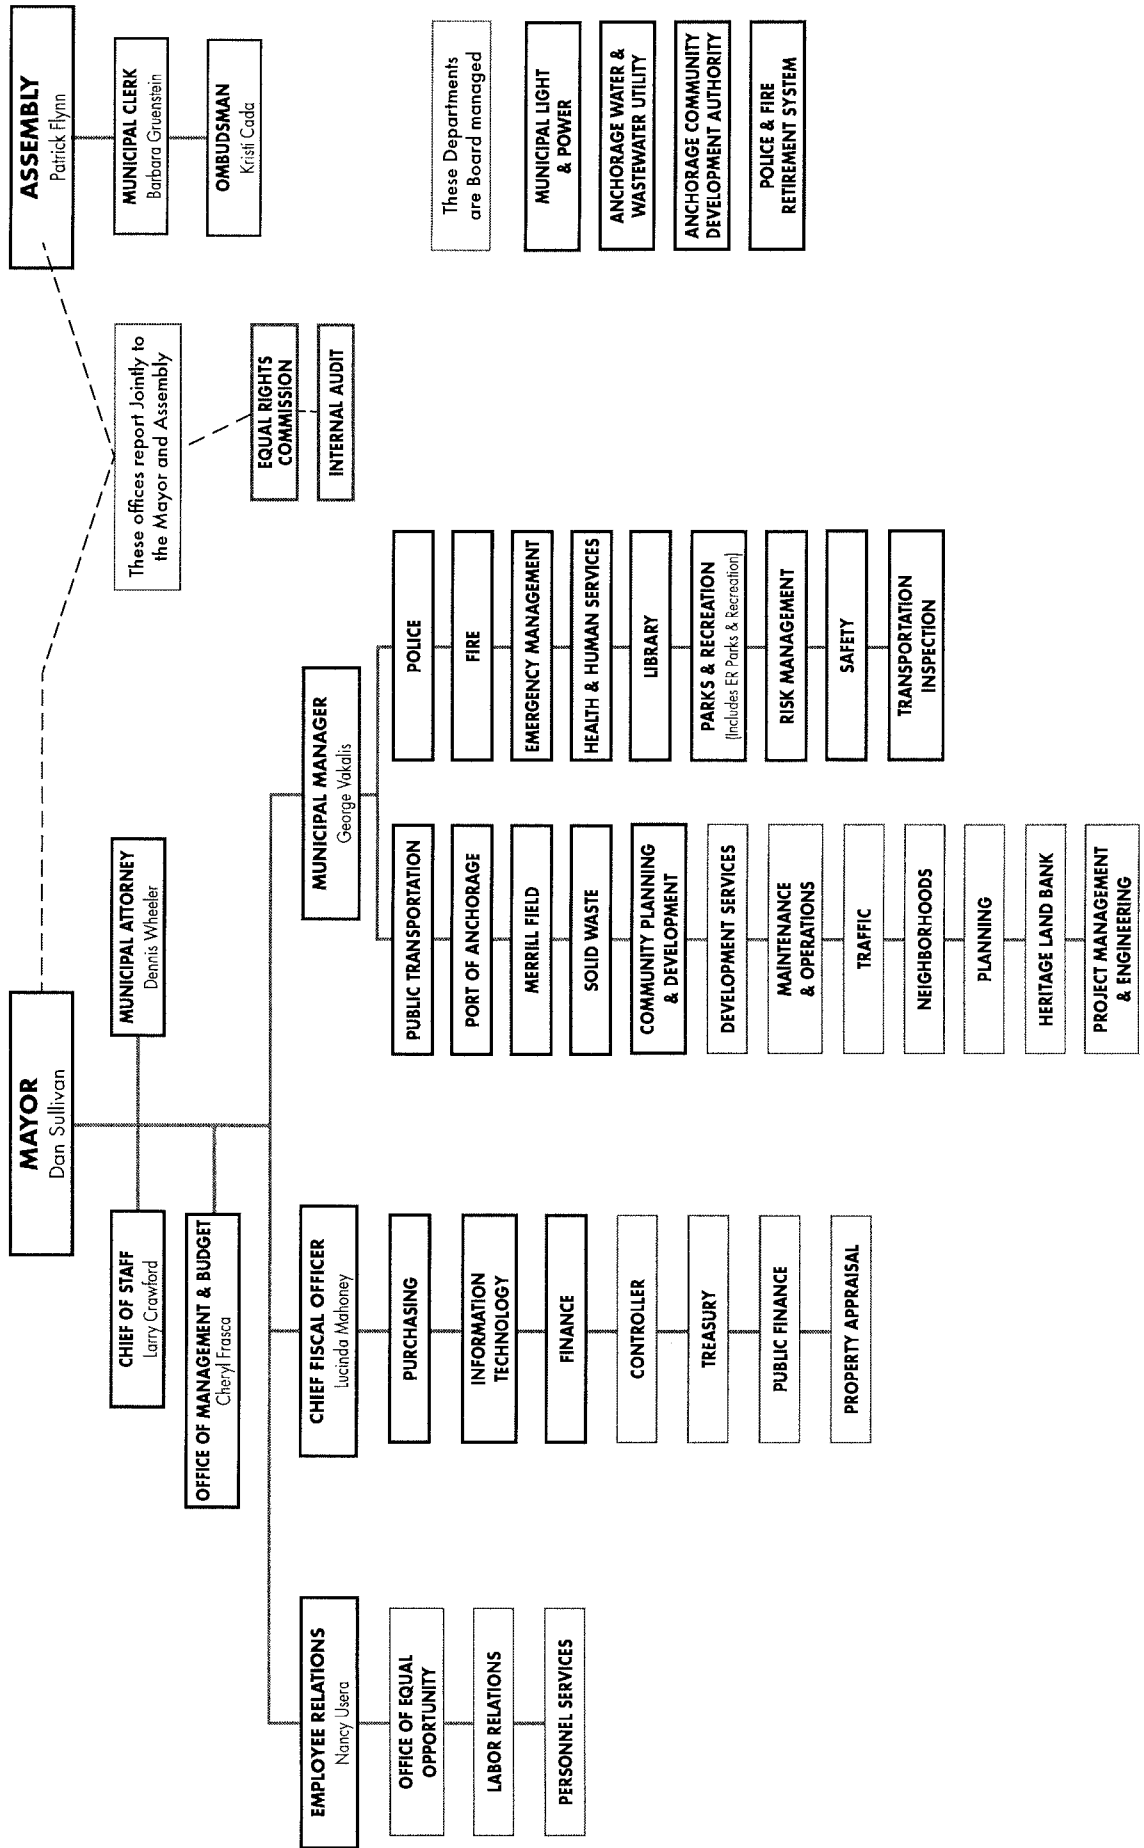 MAYOR
Dan Sullivan
ASSEMBLY
Patrick Flynn
CHIEF OF STAFF
Larry Crawford
MUNICIPAL ATTORNEY
Dennis Wheeler
OFFICE OF MANAGEMENT & BUDGET
Cheryl Frasca
These offices report Jointly to
the Mayor and Assembly
EQUAL RIGHTS
COMMISSION
INTERNAL AUDIT
MUNICIPAL CLERK
Barbara Gruenstein
OMBUDSMAN
Kristi Cada
EMPLOYEE RELATIONS
Nancy Usera
OFFICE OF EQUAL
OPPORTUNITY
LABOR RELATIONS
PERSONNEL SERVICES
CHIEF FISCAL OFFICER
Lucinda Mahoney
PURCHASING
INFORMATION
TECHNOLOGY
FINANCE
CONTROLLER
TREASURY
PUBLIC FINANCE
PROPERTY APPRAISAL
MUNICIPAL MANAGER
George Vakalis
PUBLIC TRANSPORTATION
PORT OF ANCHORAGE
MERRILL FIELD
SOLID WASTE
COMMUNITY PLANNING
& DEVELOPMENT
DEVELOPMENT SERVICES
MAINTENANCE
& OPERATIONS
TRAFFIC
NEIGHBORHOODS
PLANNING
HERITAGE LAND BANK
PROJECT MANAGEMENT
& ENGINEERING
POLICE
FIRE
EMERGENCY MANAGEMENT
HEALTH & HUMAN SERVICES
LIBRARY
PARKS & RECREATION
(Includes ER Parks & Recreation)
RISK MANAGEMENT
SAFETY
TRANSPORTATION
INSPECTION
These Departments
are Board managed
MUNICIPAL LIGHT
& POWER
ANCHORAGE WATER &
WASTEWATER UTILITY
ANCHORAGE COMMUNITY
DEVELOPMENT AUTHORITY
POLICE & FIRE
RETIREMENT SYSTEM